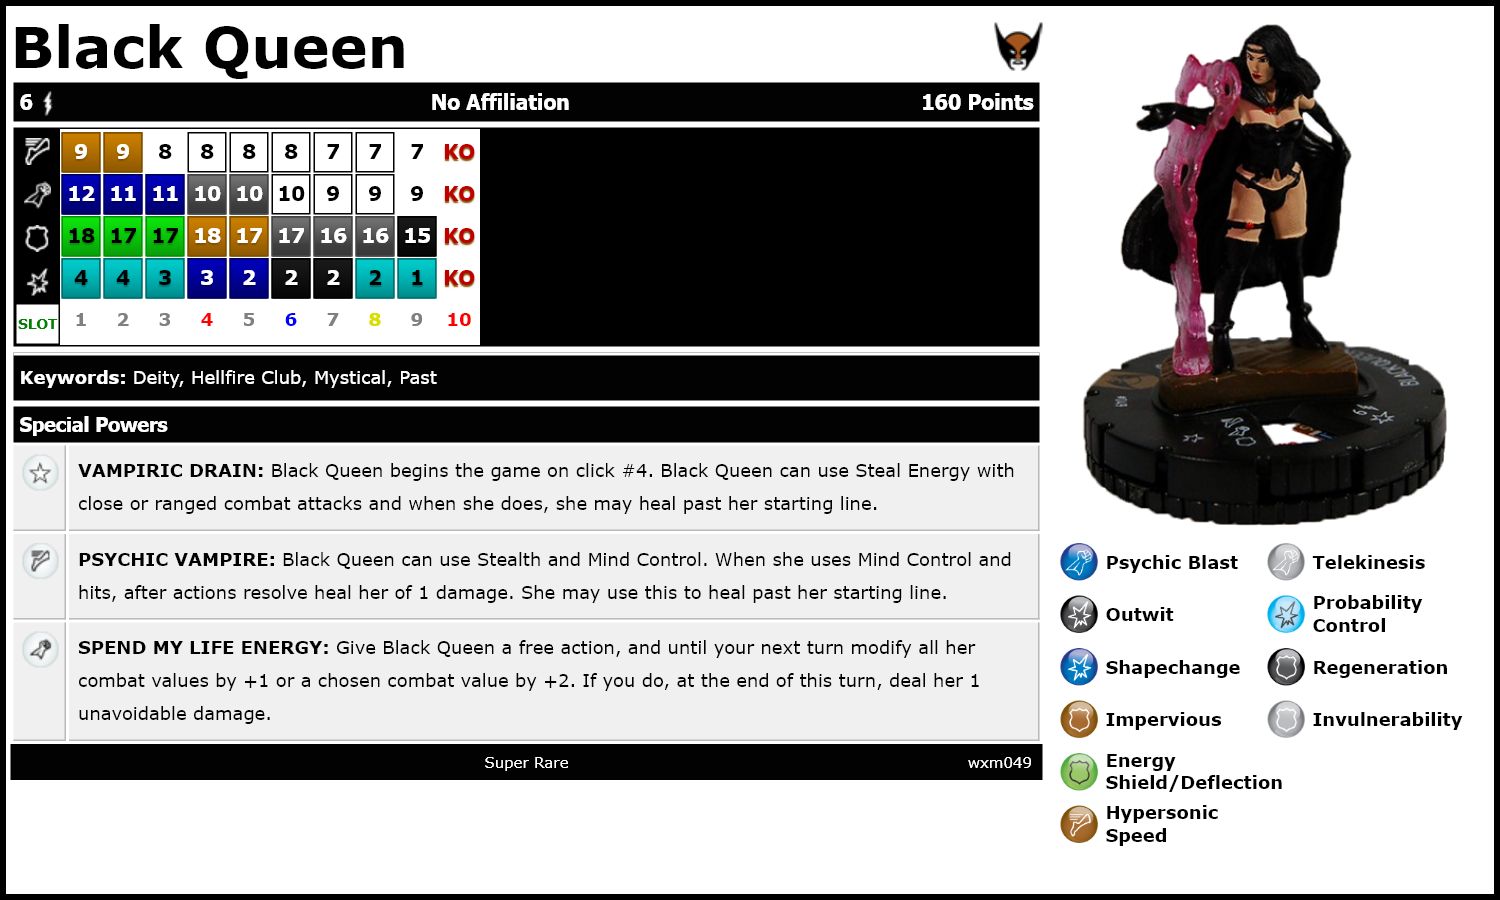 Black Queen
6 No Affiliation 160 Points
9 9 8 8 8 8 7 7 7 KO
12 11 11 10 10 10 9 9 9 KO
18 17 17 18 17 17 16 16 15 KO
4 4 3 3 2 2 2 2 1 KO
SLOT 1 2 3 4 5 6 7 8 9 10
Keywords: Deity, Hellfire Club, Mystical, Past
Special Powers
VAMPIRIC DRAIN: Black Queen begins the game on click #4. Black Queen can use Steal Energy with
close or ranged combat attacks and when she does, she may heal past her starting line.
PSYCHIC VAMPIRE: Black Queen can use Stealth and Mind Control. When she uses Mind Control and
hits, after actions resolve heal her of 1 damage. She may use this to heal past her starting line.
SPEND MY LIFE ENERGY: Give Black Queen a free action, and until your next turn modify all her
combat values by +1 or a chosen combat value by +2. If you do, at the end of this turn, deal her 1
unavoidable damage.
Super Rare wxm049
BLACK QUEEN
Psychic Blast
Telekinesis
Outwit
Probability
Control
Shapechange
Regeneration
Impervious
Invulnerability
Energy
Shield/Deflection
Hypersonic
Speed